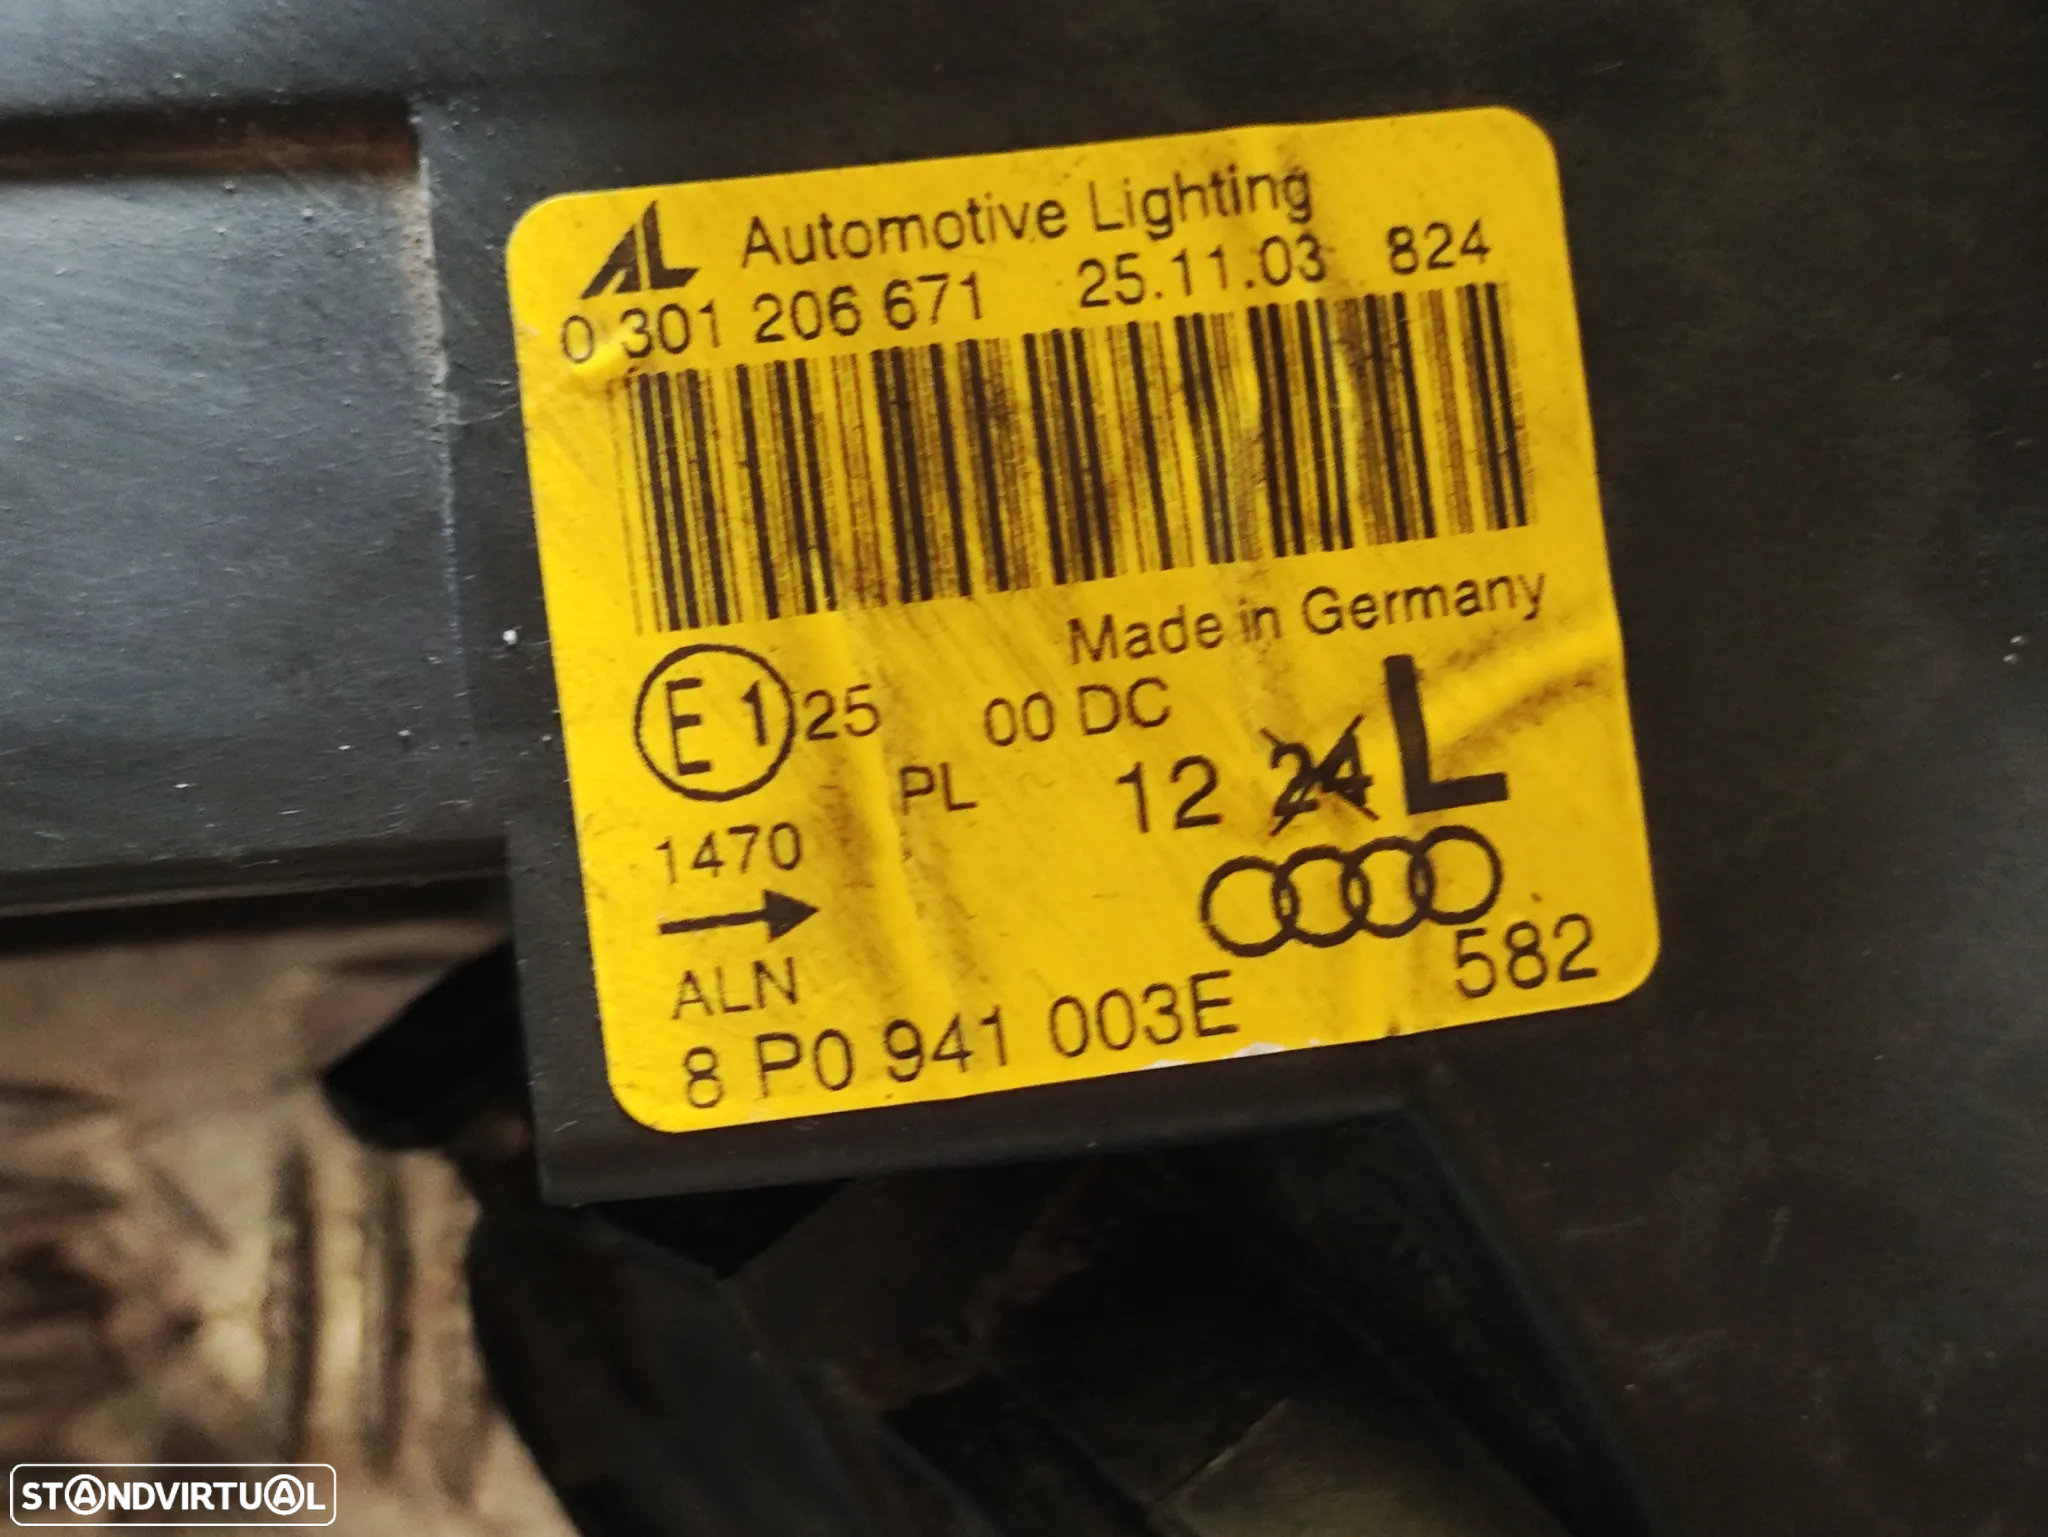 AL Automotive Lighting
0 301 206 671 25.11.03 824
Made in Germany
E1 25 00 DC
PL 12 24 L
1470
ALN
582
8 P0 941 003E
STANDVIRTUAL